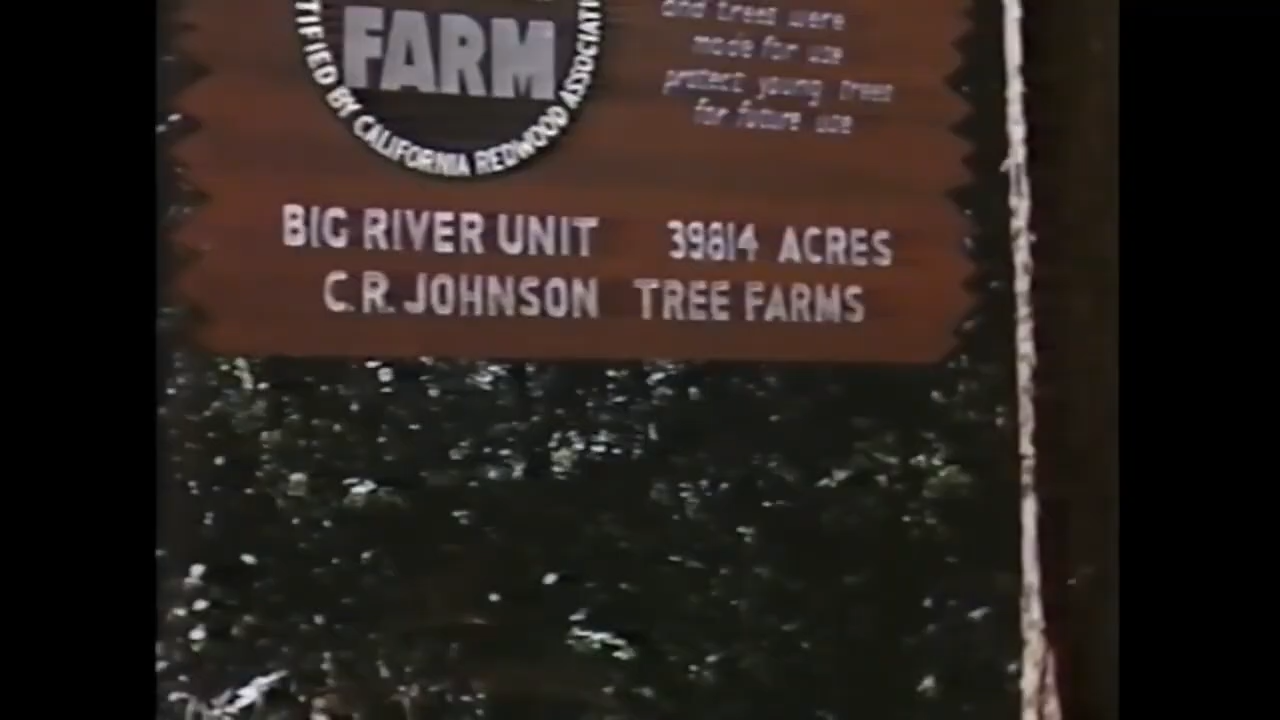 FARM
TIFIED BY CALIFORNIA REDWOOD ASSOCIATI
and trees were
made for use
protect young trees
for future use
BIG RIVER UNIT 39814 ACRES
C.R. JOHNSON TREE FARMS